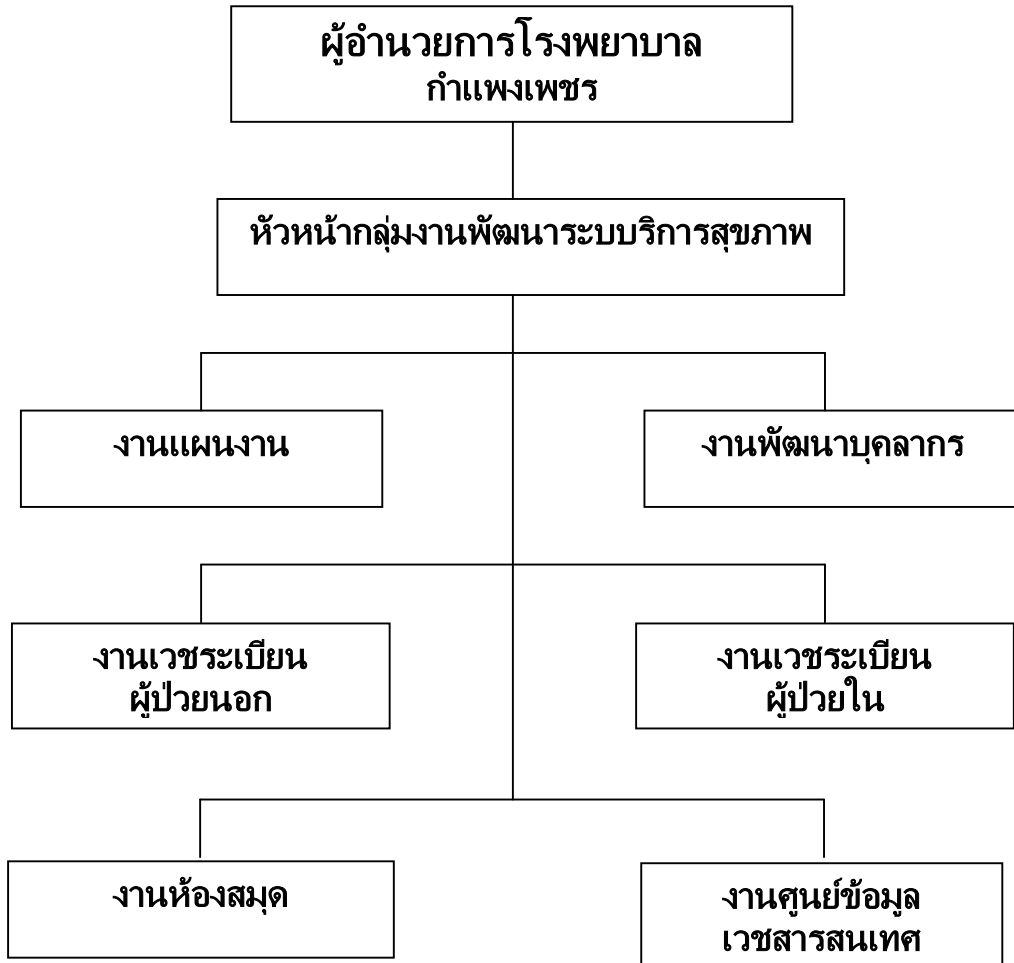 ผู้อำนวยการโรงพยาบาล
กำแพงเพชร
หัวหน้ากลุ่มงานพัฒนาระบบบริการสุขภาพ
งานแผนงาน
งานพัฒนาบุคลากร
งานเวชระเบียน
ผู้ป่วยนอก
งานเวชระเบียน
ผู้ป่วยใน
งานห้องสมุด
งานศูนย์ข้อมูล
เวชสารสนเทศ